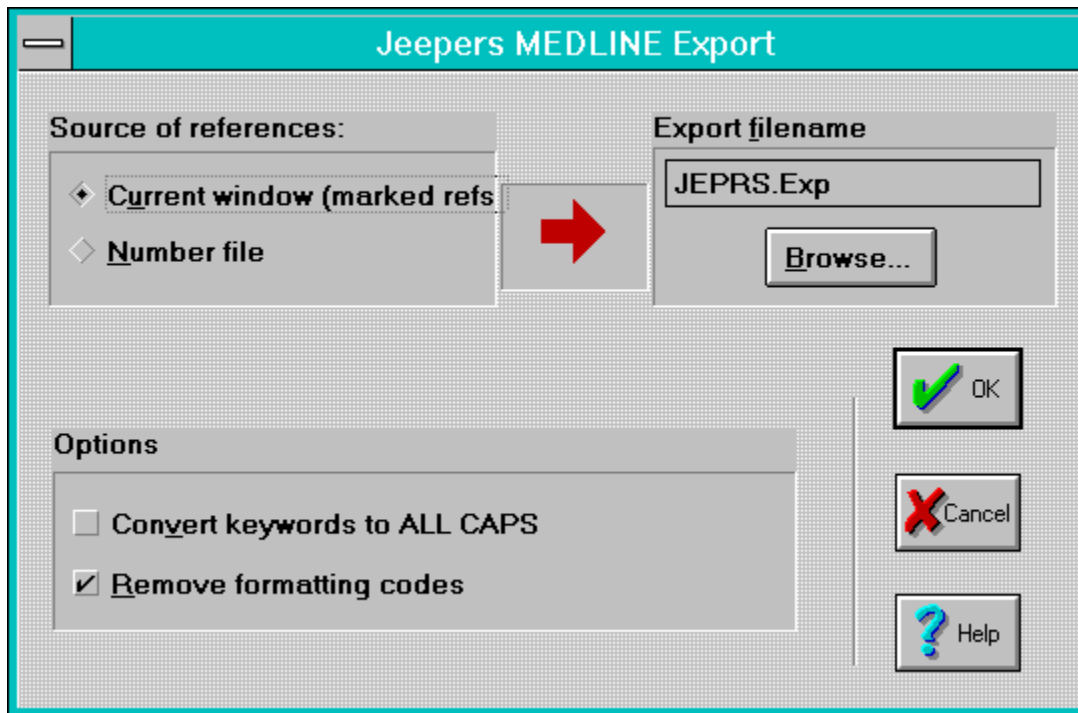 Jeepers MEDLINE Export
Source of references:
Current window (marked refs
Number file
Export filename
JEPRS.Exp
Browse...
OK
Options
Convert keywords to ALL CAPS
Remove formatting codes
Cancel
Help